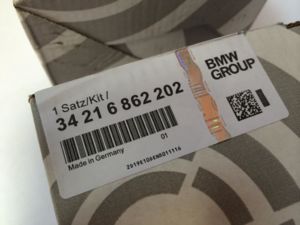 1 Satz/Kit /
34 21 6 862 202
BMW
GROUP
01
Made in Germany